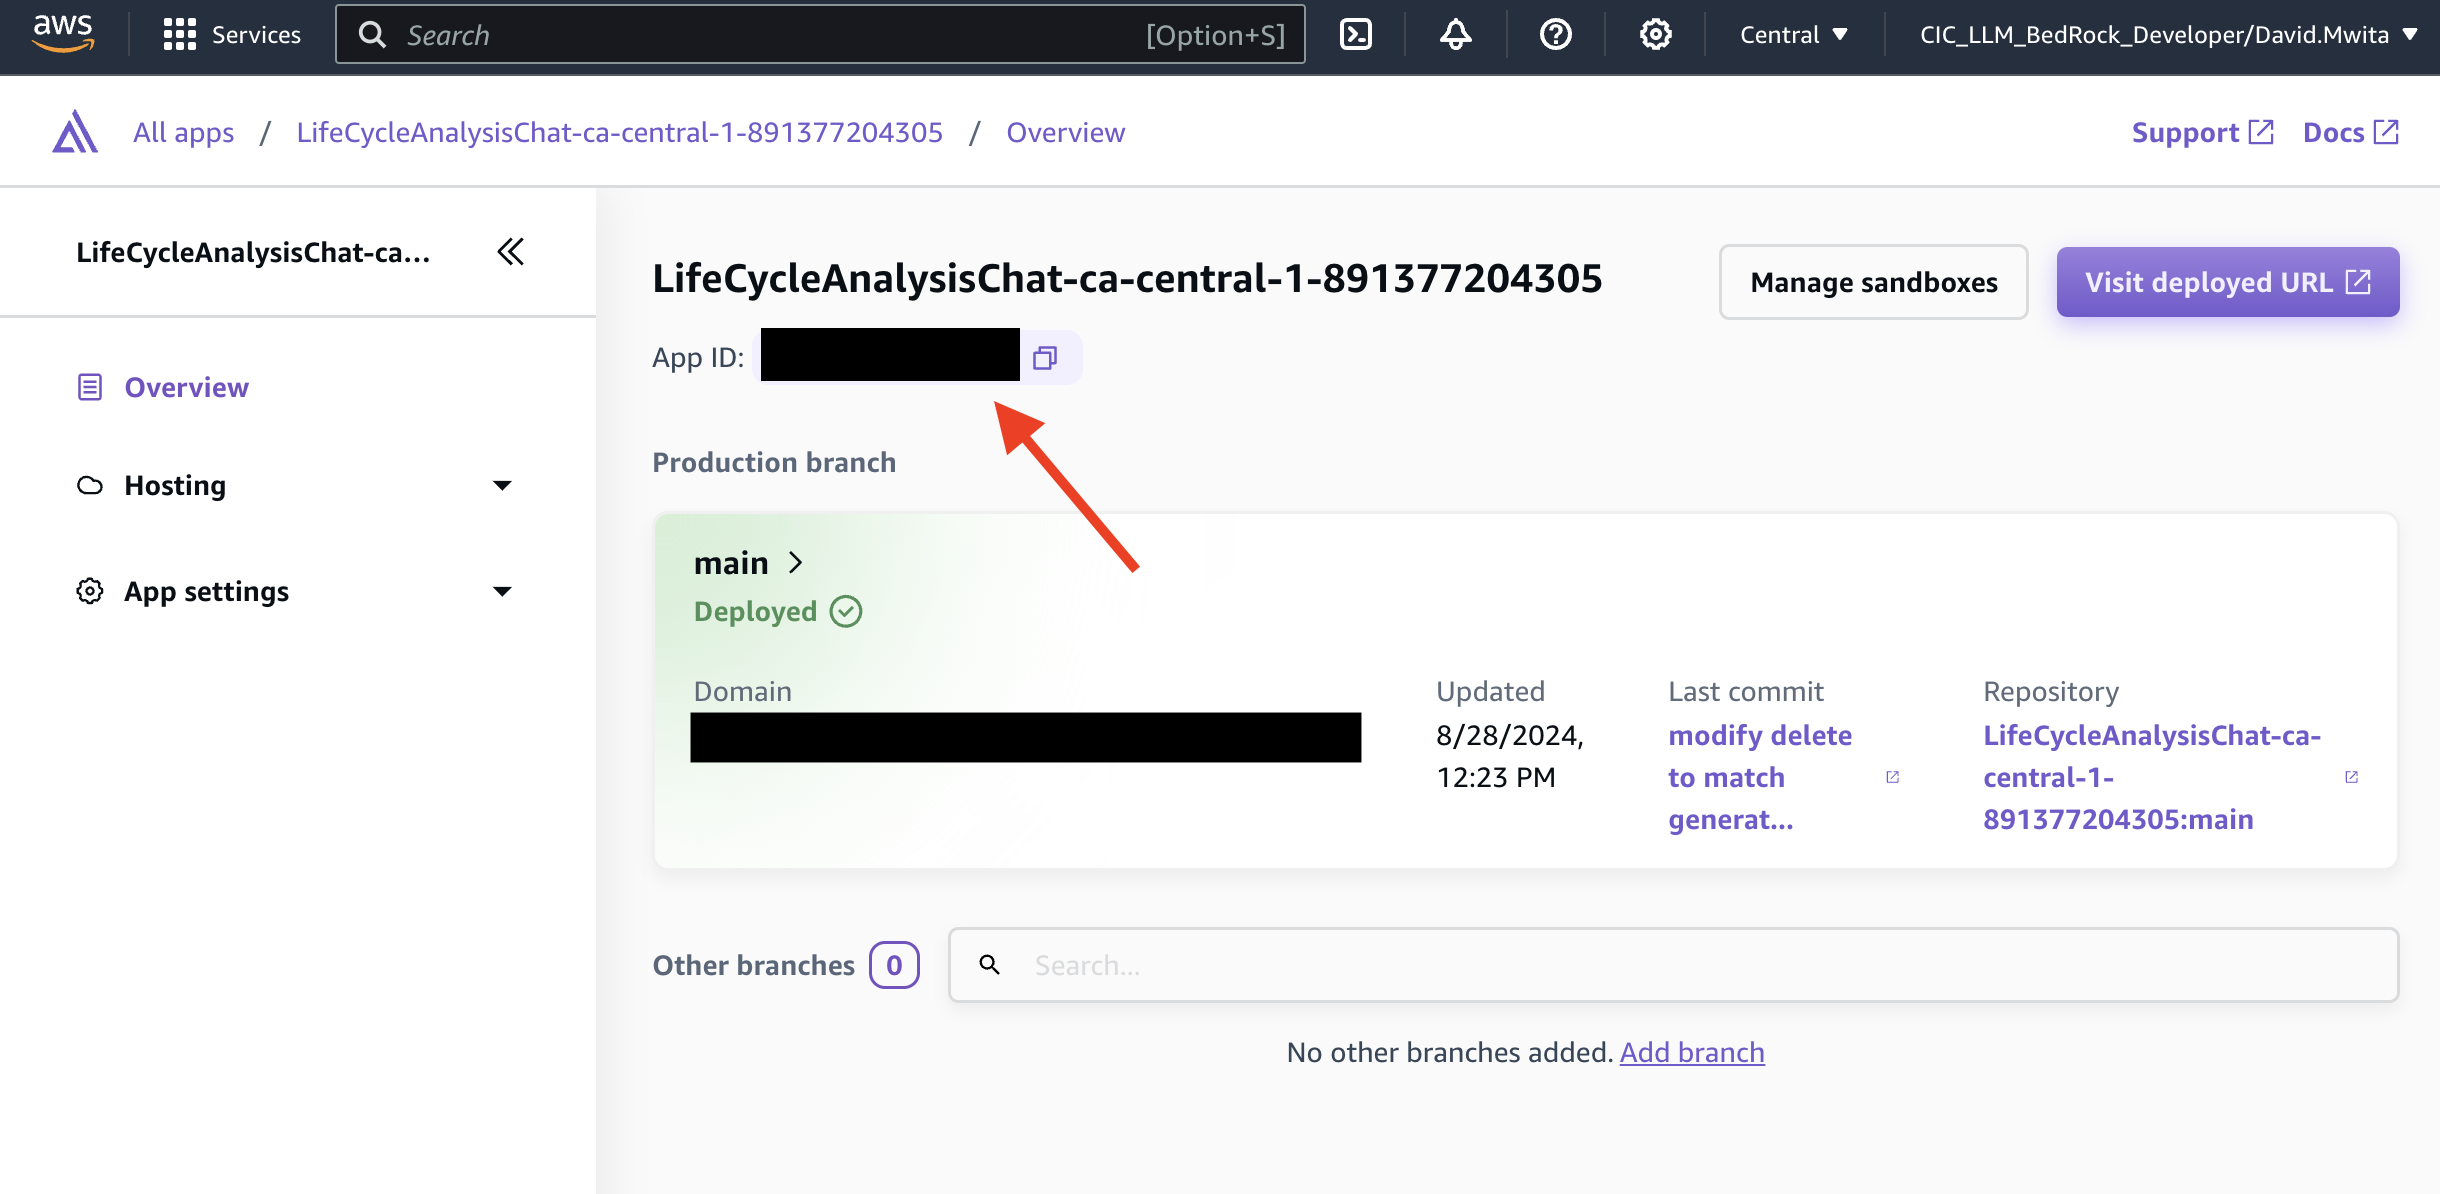 aws
Services
Search
[Option+S]
Central
CIC_LLM_BedRock_Developer/David.Mwita
All apps / LifeCycleAnalysisChat-ca-central-1-891377204305 / Overview
Support
Docs
LifeCycleAnalysisChat-ca...
Overview
Hosting
App settings
LifeCycleAnalysisChat-ca-central-1-891377204305
Manage sandboxes
Visit deployed URL
App ID:
Production branch
main
Deployed
Domain
Updated
8/28/2024,
12:23 PM
Last commit
modify delete
to match
generat...
Repository
LifeCycleAnalysisChat-ca-
central-1-
891377204305:main
Other branches
0
Search...
No other branches added. Add branch